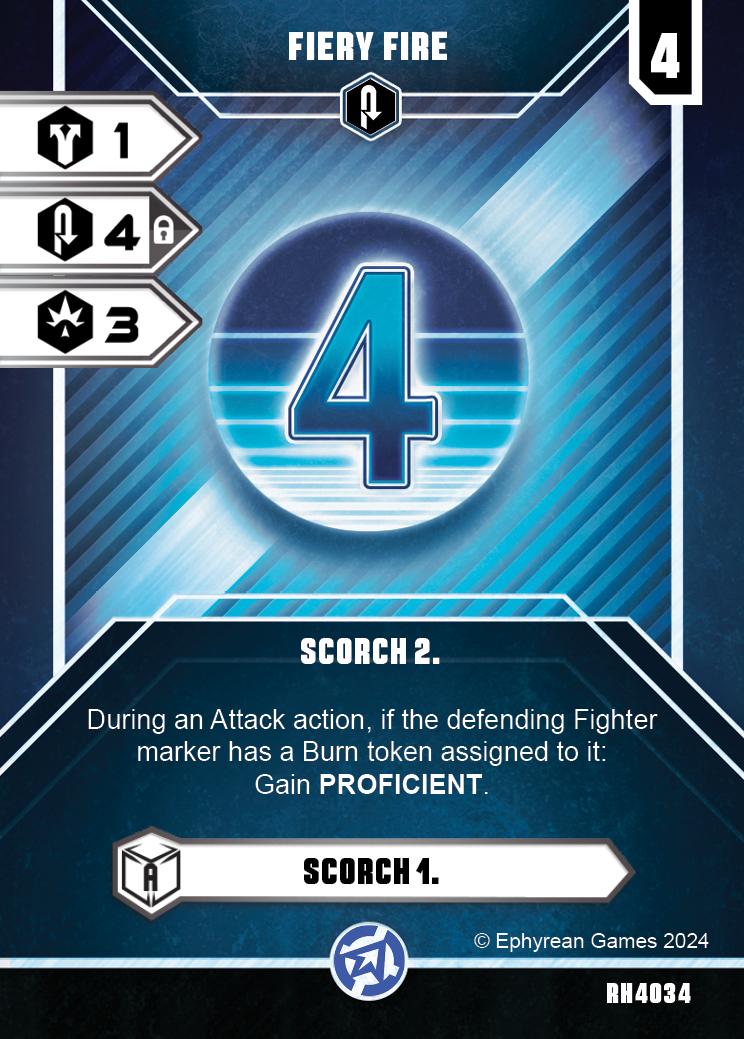 FIERY FIRE
4
1
4
3
4
SCORCH 2.
During an Attack action, if the defending Fighter
marker has a Burn token assigned to it:
Gain PROFICIENT.
A
SCORCH 1.
© Ephyrean Games 2024
RH4034